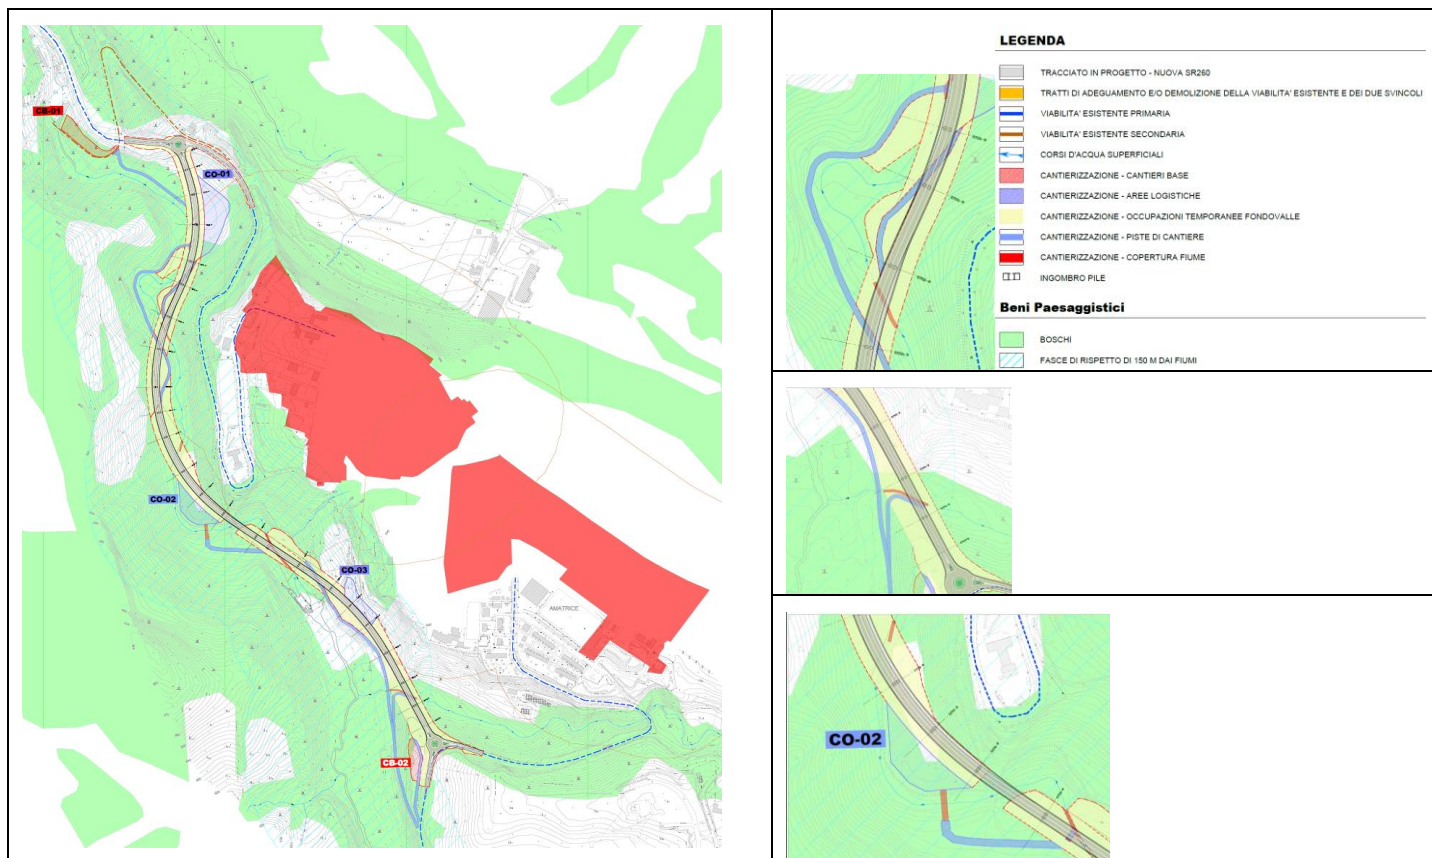 CB-01
CO-01
CO-02
CO-03
AMATRICE
CB-02
LEGENDA
TRACCIATO IN PROGETTO - NUOVA SR260
TRATTI DI ADEGUAMENTO E/O DEMOLIZIONE DELLA VIABILITA' ESISTENTE E DEI DUE SVINCOLI
VIABILITA' ESISTENTE PRIMARIA
VIABILITA' ESISTENTE SECONDARIA
CORSI D'ACQUA SUPERFICIALI
CANTIERIZZAZIONE - CANTIERI BASE
CANTIERIZZAZIONE - AREE LOGISTICHE
CANTIERIZZAZIONE - OCCUPAZIONI TEMPORANEE FONDOVALLE
CANTIERIZZAZIONE - PISTE DI CANTIERE
CANTIERIZZAZIONE - COPERTURA FIUME
INGOMBRO PILE
Beni Paesaggistici
BOSCHI
FASCE DI RISPETTO DI 150 M DAI FIUMI
CO-02